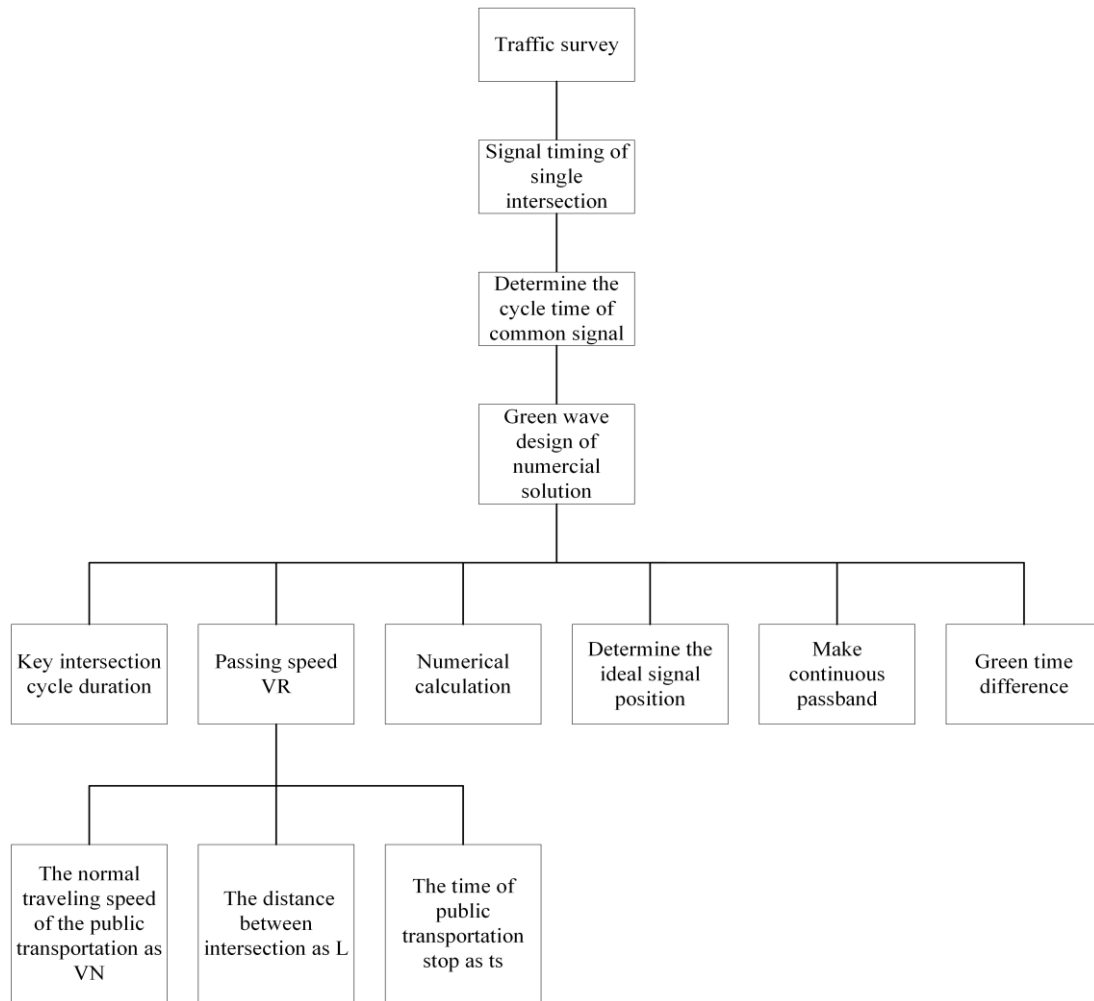 Traffic survey
Signal timing of
single
intersection
Determine the
cycle time of
common signal
Green wave
design of
numercial
solution
Key intersection
cycle duration
Passing speed
VR
Numerical
calculation
Determine the
ideal signal
position
Make
continuous
passband
Green time
difference
The normal
traveling speed
of the public
transportation as
VN
The distance
between
intersection as L
The time of
public
transportation
stop as ts